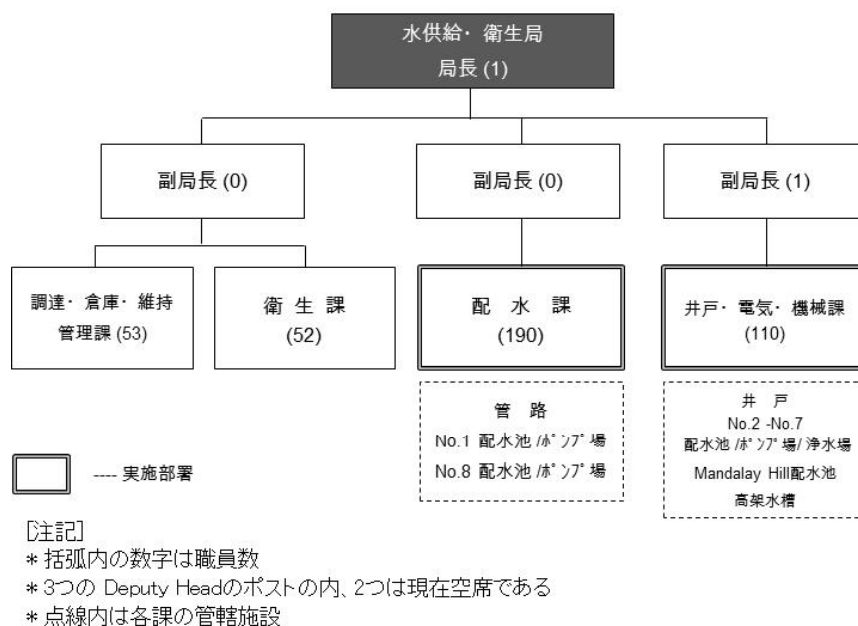 水供給・衛生局
局長 (1)
副局長 (0)
副局長 (0)
副局長 (1)
調達・倉庫・維持
管理課 (53)
衛 生 課
(52)
配 水 課
(190)
井戸・電気・機械課
(110)
管 路
No.1 配水池 /ﾎﾟﾝﾌﾟ場
No.8 配水池 /ﾎﾟﾝﾌﾟ場
井 戸
No.2 -No.7
配水池 /ﾎﾟﾝﾌﾟ場/ 浄水場
Mandalay Hill配水池
高架水槽
---- 実施部署
[注記]
* 括弧内の数字は職員数
* 3つの Deputy Headのポストの内、2つは現在空席である
* 点線内は各課の管轄施設